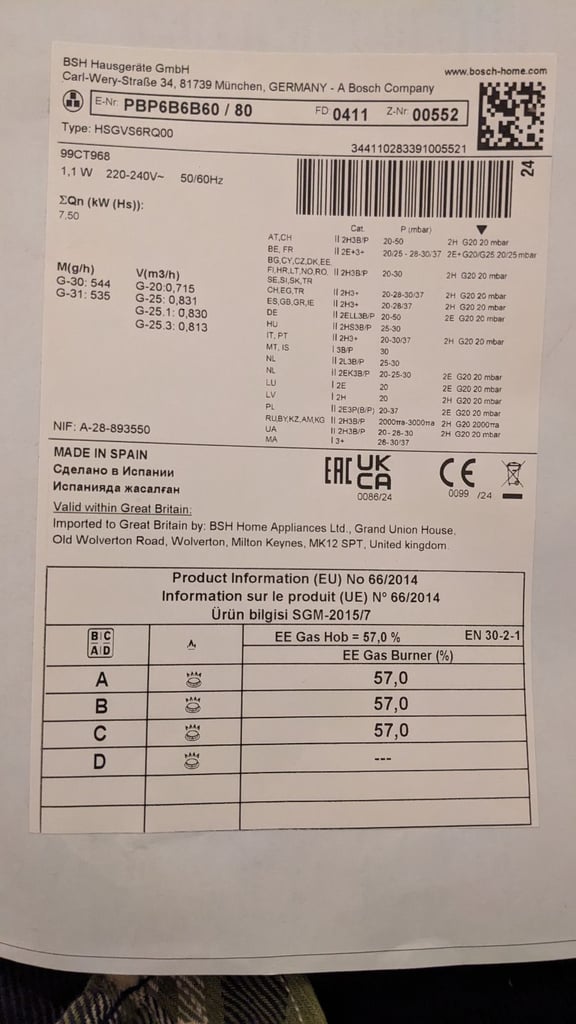 BSH Hausgeräte GmbH
Carl-Wery-Straße 34, 81739 München, GERMANY - A Bosch Company
www.bosch-home.com
E-Nr. PBP6B6B60 / 80 FD 0411 Z-Nr. 00552
Type: HSGVS6RQ00
344110283391005521
24
99CT968
1,1 W 220-240V~ 50/60Hz
ΣQn (kW (Hs)):
7,50
M(g/h)
G-30: 544
G-31: 535
V(m3/h)
G-20:0,715
G-25: 0,831
G-25.1: 0,830
G-25.3: 0,813
Cat. P (mbar)
AT,CH II 2H3B/P 20-50 2H G20 20 mbar
BE, FR II 2E+3+ 20/25 - 28-30/37 2E+G20/G25 20/25 mbar
BG,CY,CZ,DK,EE,
FI,HR,LT,NO,RO, II 2H3B/P 20-30 2H G20 20 mbar
SE,SI,SK,TR
CH,EG,TR II 2H3+ 20-28-30/37 2H G20 20 mbar
ES,GB,GR,IE II 2H3+ 20-28/37 2H G20 20 mbar
DE II 2ELL3B/P 20-50 2E G20 20 mbar
HU II 2HS3B/P 25-30
IT, PT II 2H3+ 20-30/37 2H G20 20 mbar
MT, IS I 3B/P 30
NL II 2L3B/P 25-30
NL II 2EK3B/P 20-25-30 2E G20 20 mbar
LU I 2E 20 2E G20 20 mbar
LV I 2H 20 2H G20 20 mbar
PL II 2E3P(B/P) 20-37 2E G20 20 mbar
RU,BY,KZ,AM,KG II 2H3B/P 2000пa-3000пa 2H G20 2000пa
UA II 2H3B/P 20-28-30 2H G20 20 mbar
MA I 3+ 28-30/37
NIF: A-28-893550
MADE IN SPAIN
Сделано в Испании
Испанияда жасалған
EAC
UK
CA
0086/24
CE
0099 /24
Valid within Great Britain:
Imported to Great Britain by: BSH Home Appliances Ltd., Grand Union House,
Old Wolverton Road, Wolverton, Milton Keynes, MK12 5PT, United kingdom.
Product Information (EU) No 66/2014
Information sur le produit (UE) N° 66/2014
Ürün bilgisi SGM-2015/7
B C
A D
EE Gas Hob = 57,0 % EN 30-2-1
EE Gas Burner (%)
A 57,0
B 57,0
C 57,0
D ---